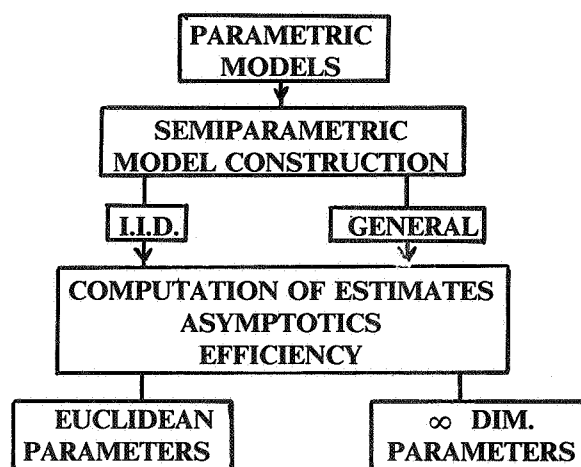 PARAMETRIC
MODELS
SEMIPARAMETRIC
MODEL CONSTRUCTION
I.I.D.
GENERAL
COMPUTATION OF ESTIMATES
ASYMPTOTICS
EFFICIENCY
EUCLIDEAN
PARAMETERS
∞ DIM.
PARAMETERS